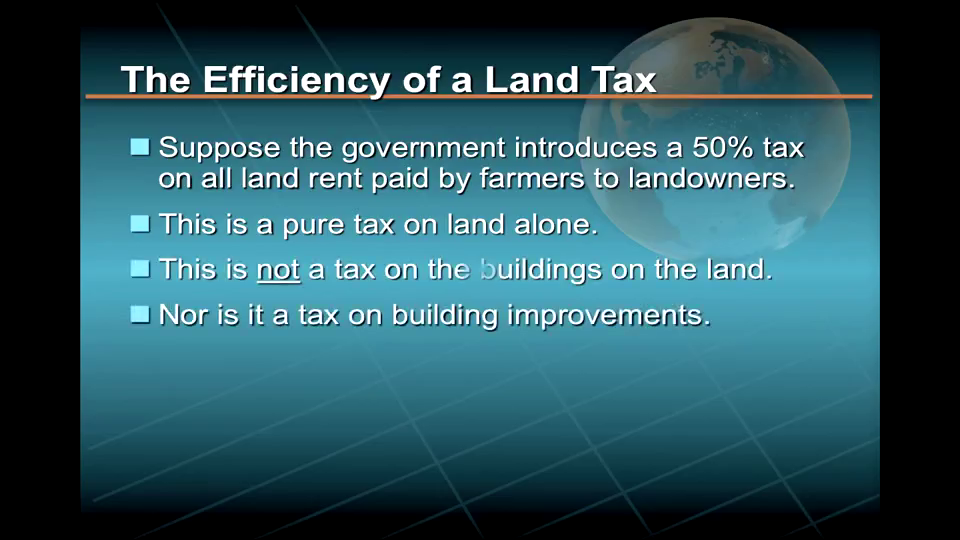 The Efficiency of a Land Tax
Suppose the government introduces a 50% tax
on all land rent paid by farmers to landowners.
This is a pure tax on land alone.
This is not a tax on the buildings on the land.
Nor is it a tax on building improvements.